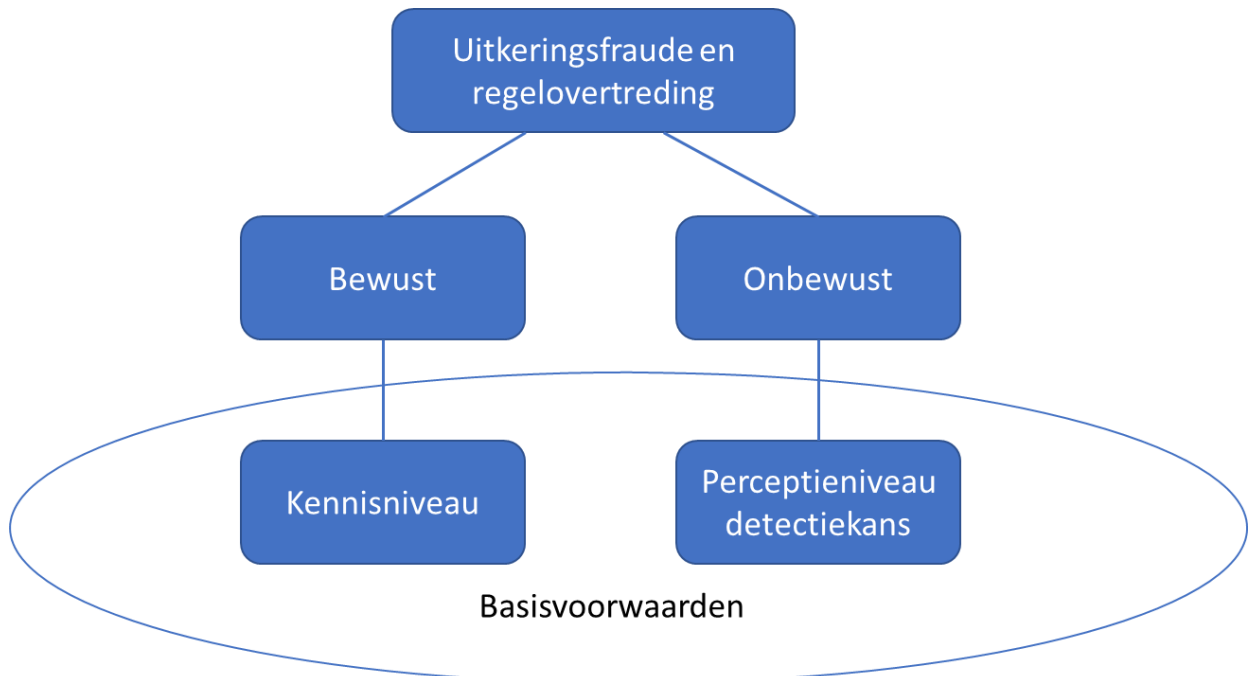 Uitkeringsfraude en
regelovertreding
Bewust
Onbewust
Kennisniveau
Perceptieniveau
detectiekans
Basisvoorwaarden